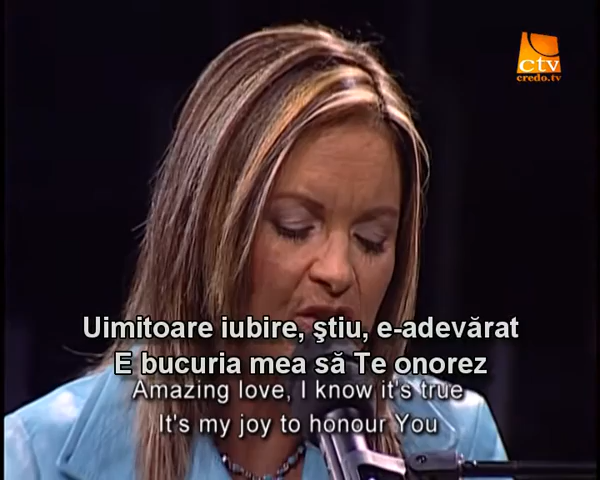 ctv
credo.tv
Uimitoare iubire, ştiu, e-adevărat
E bucuria mea să Te onorez
Amazing love, I know it's true
It's my joy to honour You